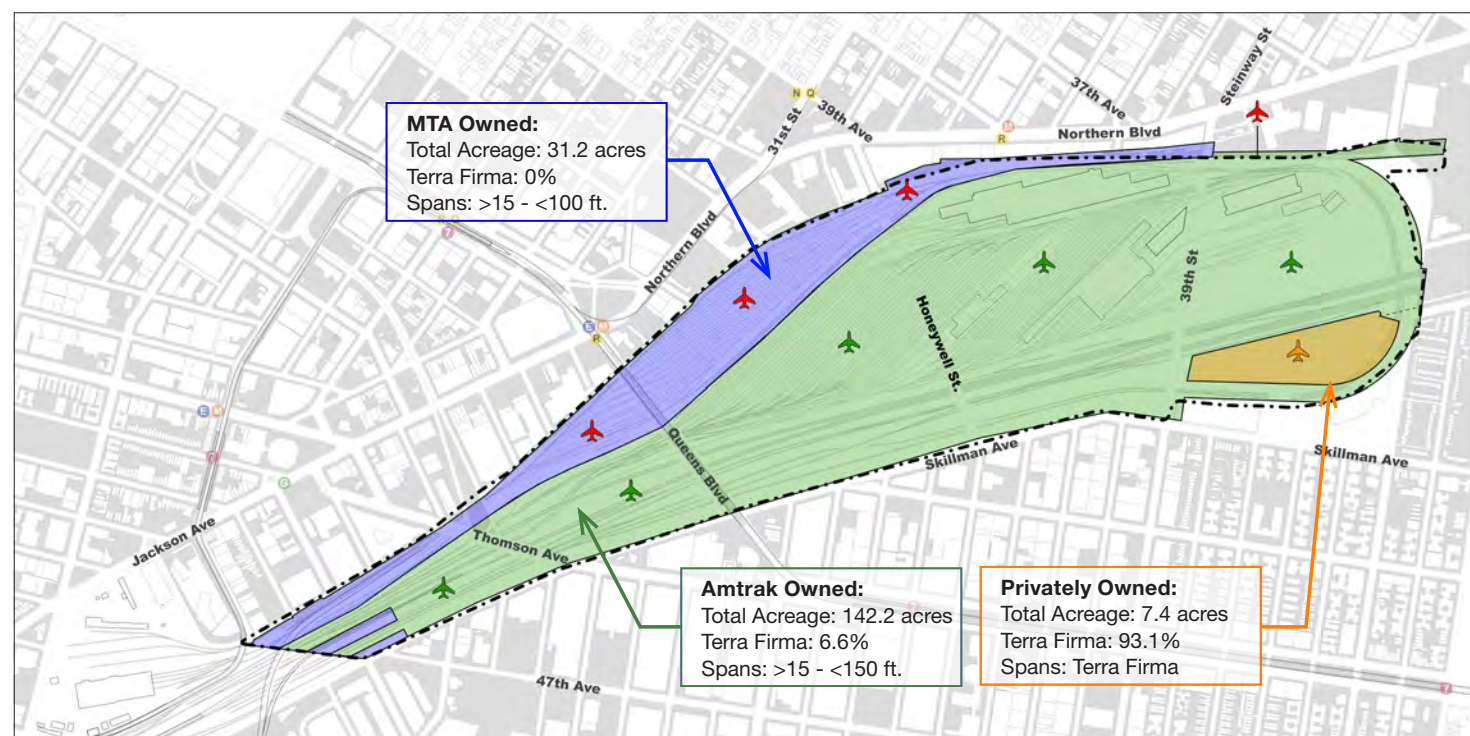 Steinway St
37th Ave
N Q
39th Ave
31st St
M
R
Northern Blvd
MTA Owned:
Total Acreage: 31.2 acres
Terra Firma: 0%
Spans: >15 - <100 ft.
7
Northern Blvd
39th St
Honeywell St.
E M
R
E M
7
Queens Blvd
Skillman Ave
Skillman Ave
G
Jackson Ave
Thomson Ave
Amtrak Owned:
Total Acreage: 142.2 acres
Terra Firma: 6.6%
Spans: >15 - <150 ft.
Privately Owned:
Total Acreage: 7.4 acres
Terra Firma: 93.1%
Spans: Terra Firma
47th Ave
7